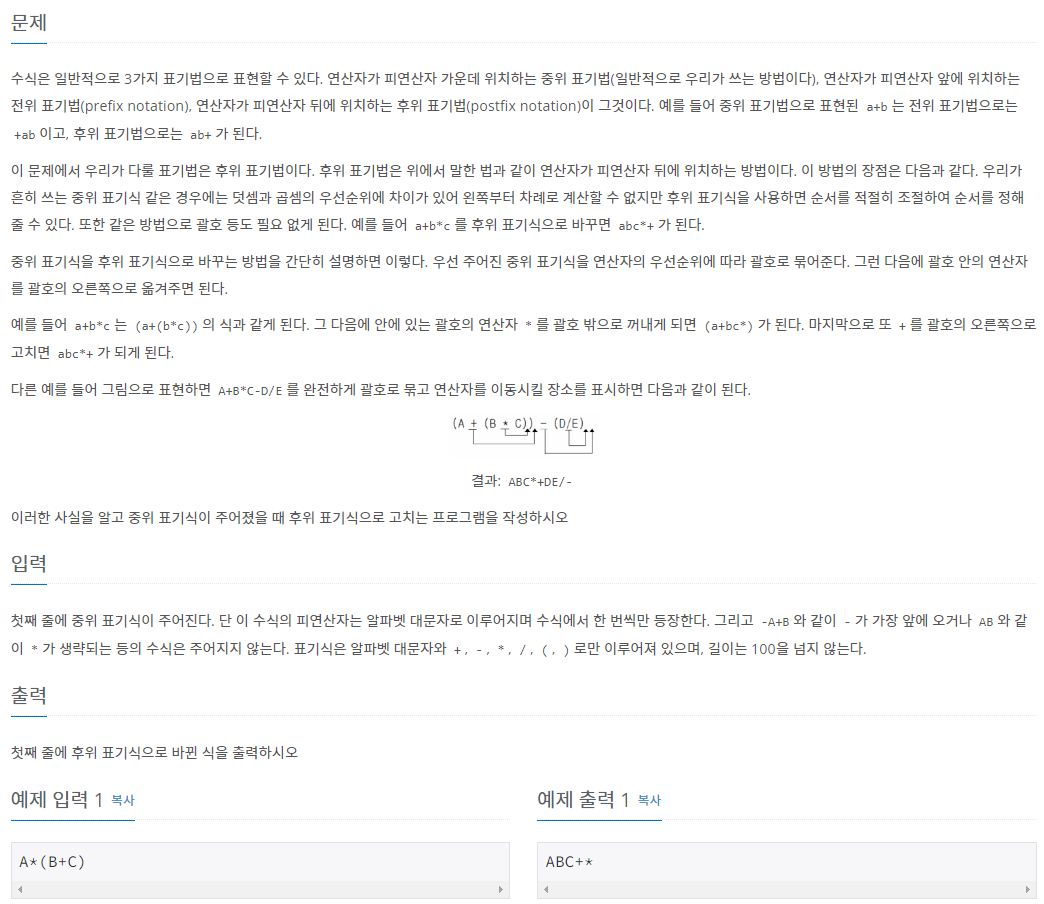 문제
수식은 일반적으로 3가지 표기법으로 표현할 수 있다. 연산자가 피연산자 가운데 위치하는 중위 표기법(일반적으로 우리가 쓰는 방법이다), 연산자가 피연산자 앞에 위치하는
전위 표기법(prefix notation), 연산자가 피연산자 뒤에 위치하는 후위 표기법(postfix notation)이 그것이다. 예를 들어 중위 표기법으로 표현된 a+b 는 전위 표기법으로는
+ab 이고, 후위 표기법으로는 ab+ 가 된다.
이 문제에서 우리가 다룰 표기법은 후위 표기법이다. 후위 표기법은 위에서 말한 법과 같이 연산자가 피연산자 뒤에 위치하는 방법이다. 이 방법의 장점은 다음과 같다. 우리가
흔히 쓰는 중위 표기식 같은 경우에는 덧셈과 곱셈의 우선순위에 차이가 있어 왼쪽부터 차례로 계산할 수 없지만 후위 표기식을 사용하면 순서를 적절히 조절하여 순서를 정해
줄 수 있다. 또한 같은 방법으로 괄호 등도 필요 없게 된다. 예를 들어 a+b*c 를 후위 표기식으로 바꾸면 abc*+ 가 된다.
중위 표기식을 후위 표기식으로 바꾸는 방법을 간단히 설명하면 이렇다. 우선 주어진 중위 표기식을 연산자의 우선순위에 따라 괄호로 묶어준다. 그런 다음에 괄호 안의 연산자
를 괄호의 오른쪽으로 옮겨주면 된다.
예를 들어 a+b*c 는 (a+(b*c)) 의 식과 같게 된다. 그 다음에 안에 있는 괄호의 연산자 * 를 괄호 밖으로 꺼내게 되면 (a+bc*) 가 된다. 마지막으로 또 + 를 괄호의 오른쪽으로
고치면 abc*+ 가 되게 된다.
다른 예를 들어 그림으로 표현하면 A+B*C-D/E 를 완전하게 괄호로 묶고 연산자를 이동시킬 장소를 표시하면 다음과 같이 된다.
(A + (B * C)) - (D/E)
결과: ABC*+DE/-
이러한 사실을 알고 중위 표기식이 주어졌을 때 후위 표기식으로 고치는 프로그램을 작성하시오
입력
첫째 줄에 중위 표기식이 주어진다. 단 이 수식의 피연산자는 알파벳 대문자로 이루어지며 수식에서 한 번씩만 등장한다. 그리고 -A+B 와 같이 - 가 가장 앞에 오거나 AB 와 같
이 * 가 생략되는 등의 수식은 주어지지 않는다. 표기식은 알파벳 대문자와 +, -, *, /, (, ) 로만 이루어져 있으며, 길이는 100을 넘지 않는다.
출력
첫째 줄에 후위 표기식으로 바뀐 식을 출력하시오
예제 입력 1 복사
A*(B+C)
예제 출력 1 복사
ABC+*